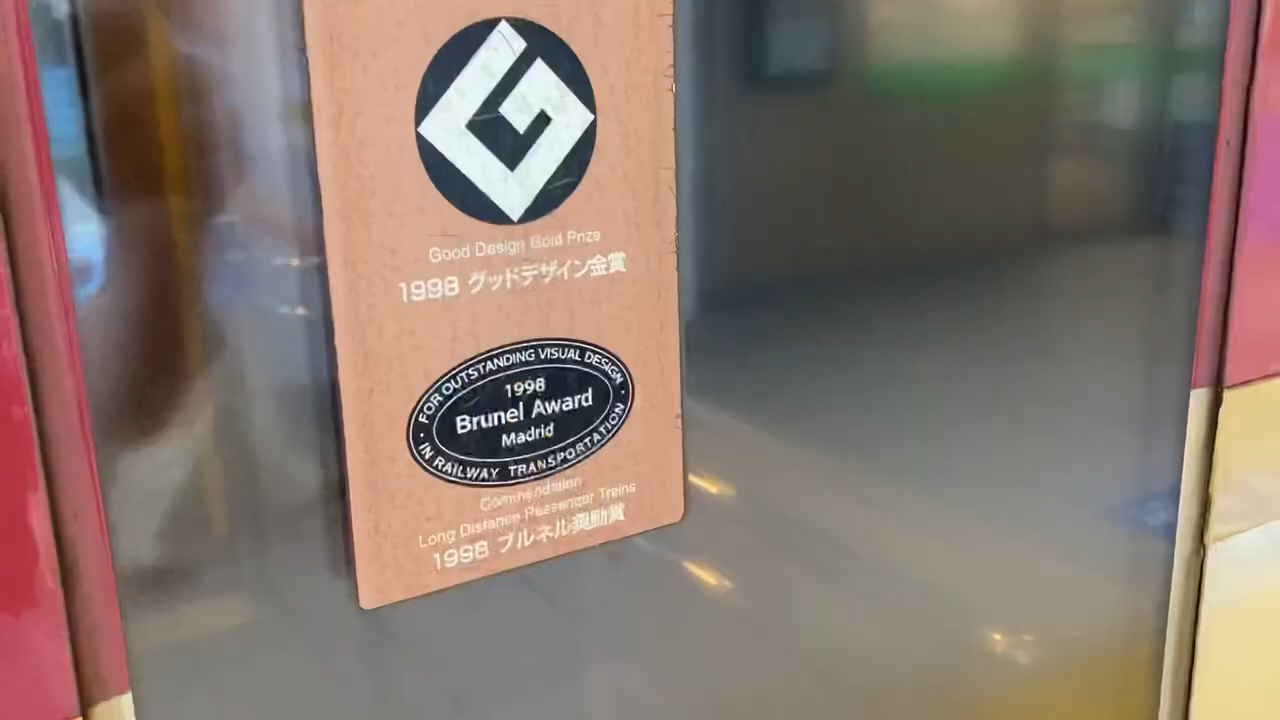 Good Design Gold Prize
1998 グッドデザイン金賞
FOR OUTSTANDING VISUAL DESIGN
1998
Brunel Award
Madrid
IN RAILWAY TRANSPORTATION
Commendation
Long Distance Passenger Trains
1998 ブルネル奨励賞